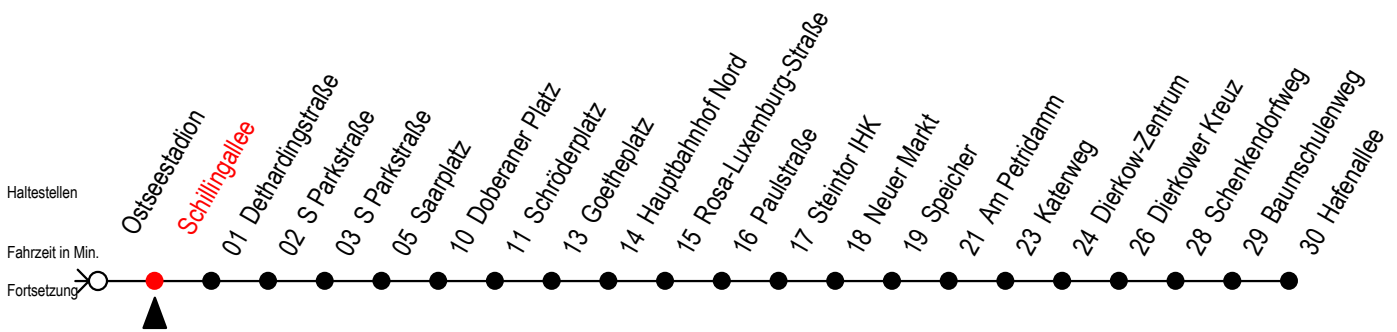 Haltestellen
Fahrzeit in Min.
Fortsetzung
Ostseestadion
Schillingallee
01 Dethardingstraße
02 S Parkstraße
03 S Parkstraße
05 Saarplatz
10 Doberaner Platz
11 Schröderplatz
13 Goetheplatz
14 Hauptbahnhof Nord
15 Rosa-Luxemburg-Straße
16 Paulstraße
17 Steintor IHK
18 Neuer Markt
19 Speicher
21 Am Petridamm
23 Katenweg
24 Dierkow-Zentrum
26 Dierkower Kreuz
28 Schenkendorfweg
29 Baumschulenweg
30 Hafenallee